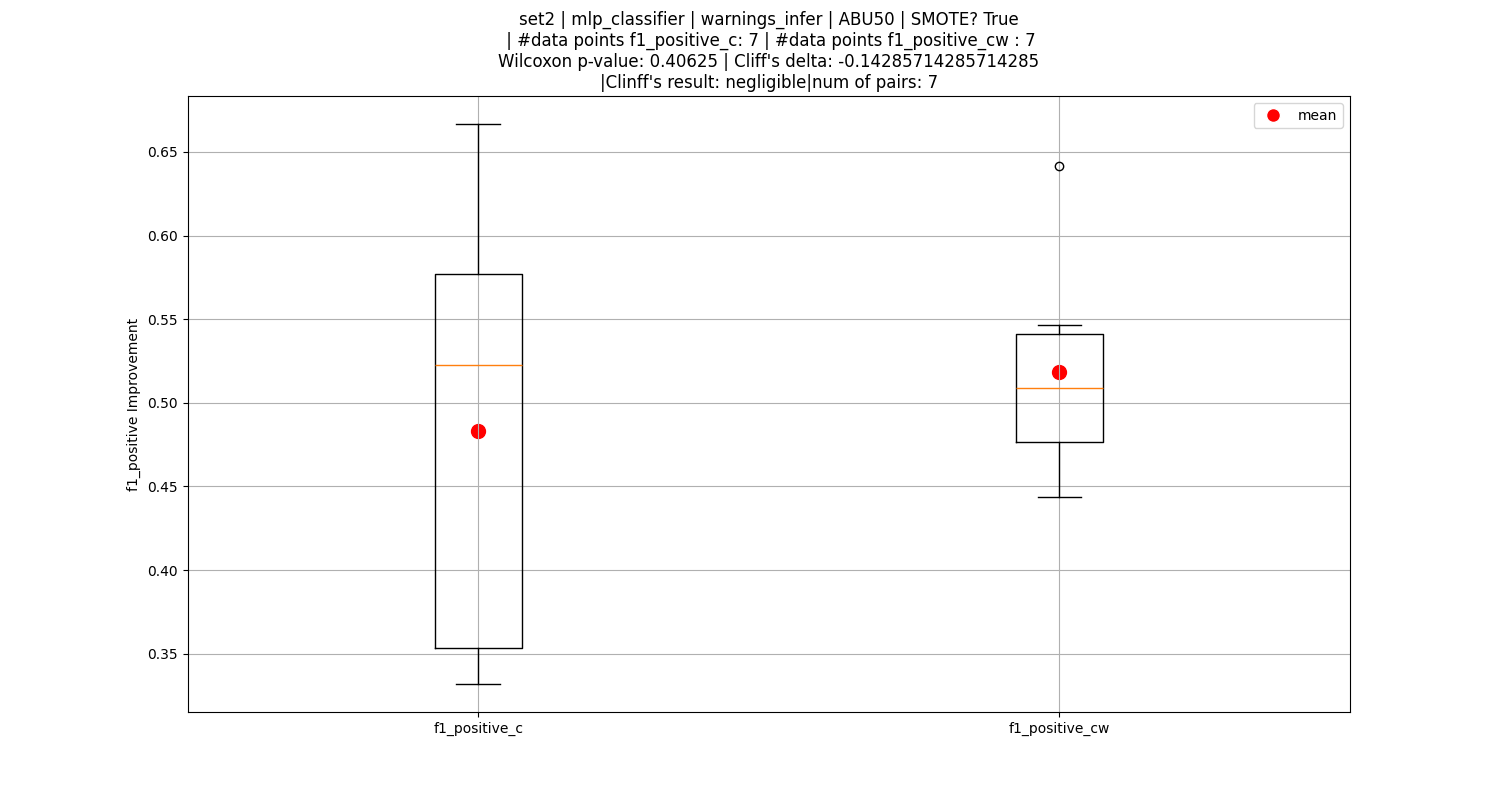 set2 | mlp_classifier | warnings_infer | ABU50 | SMOTE? True
| #data points f1_positive_c: 7 | #data points f1_positive_cw : 7
Wilcoxon p-value: 0.40625 | Cliff's delta: -0.14285714285714285
|Clinff's result: negligible|num of pairs: 7
mean
0.65
0.60
0.55
0.50
0.45
0.40
0.35
f1_positive Improvement
f1_positive_c
f1_positive_cw